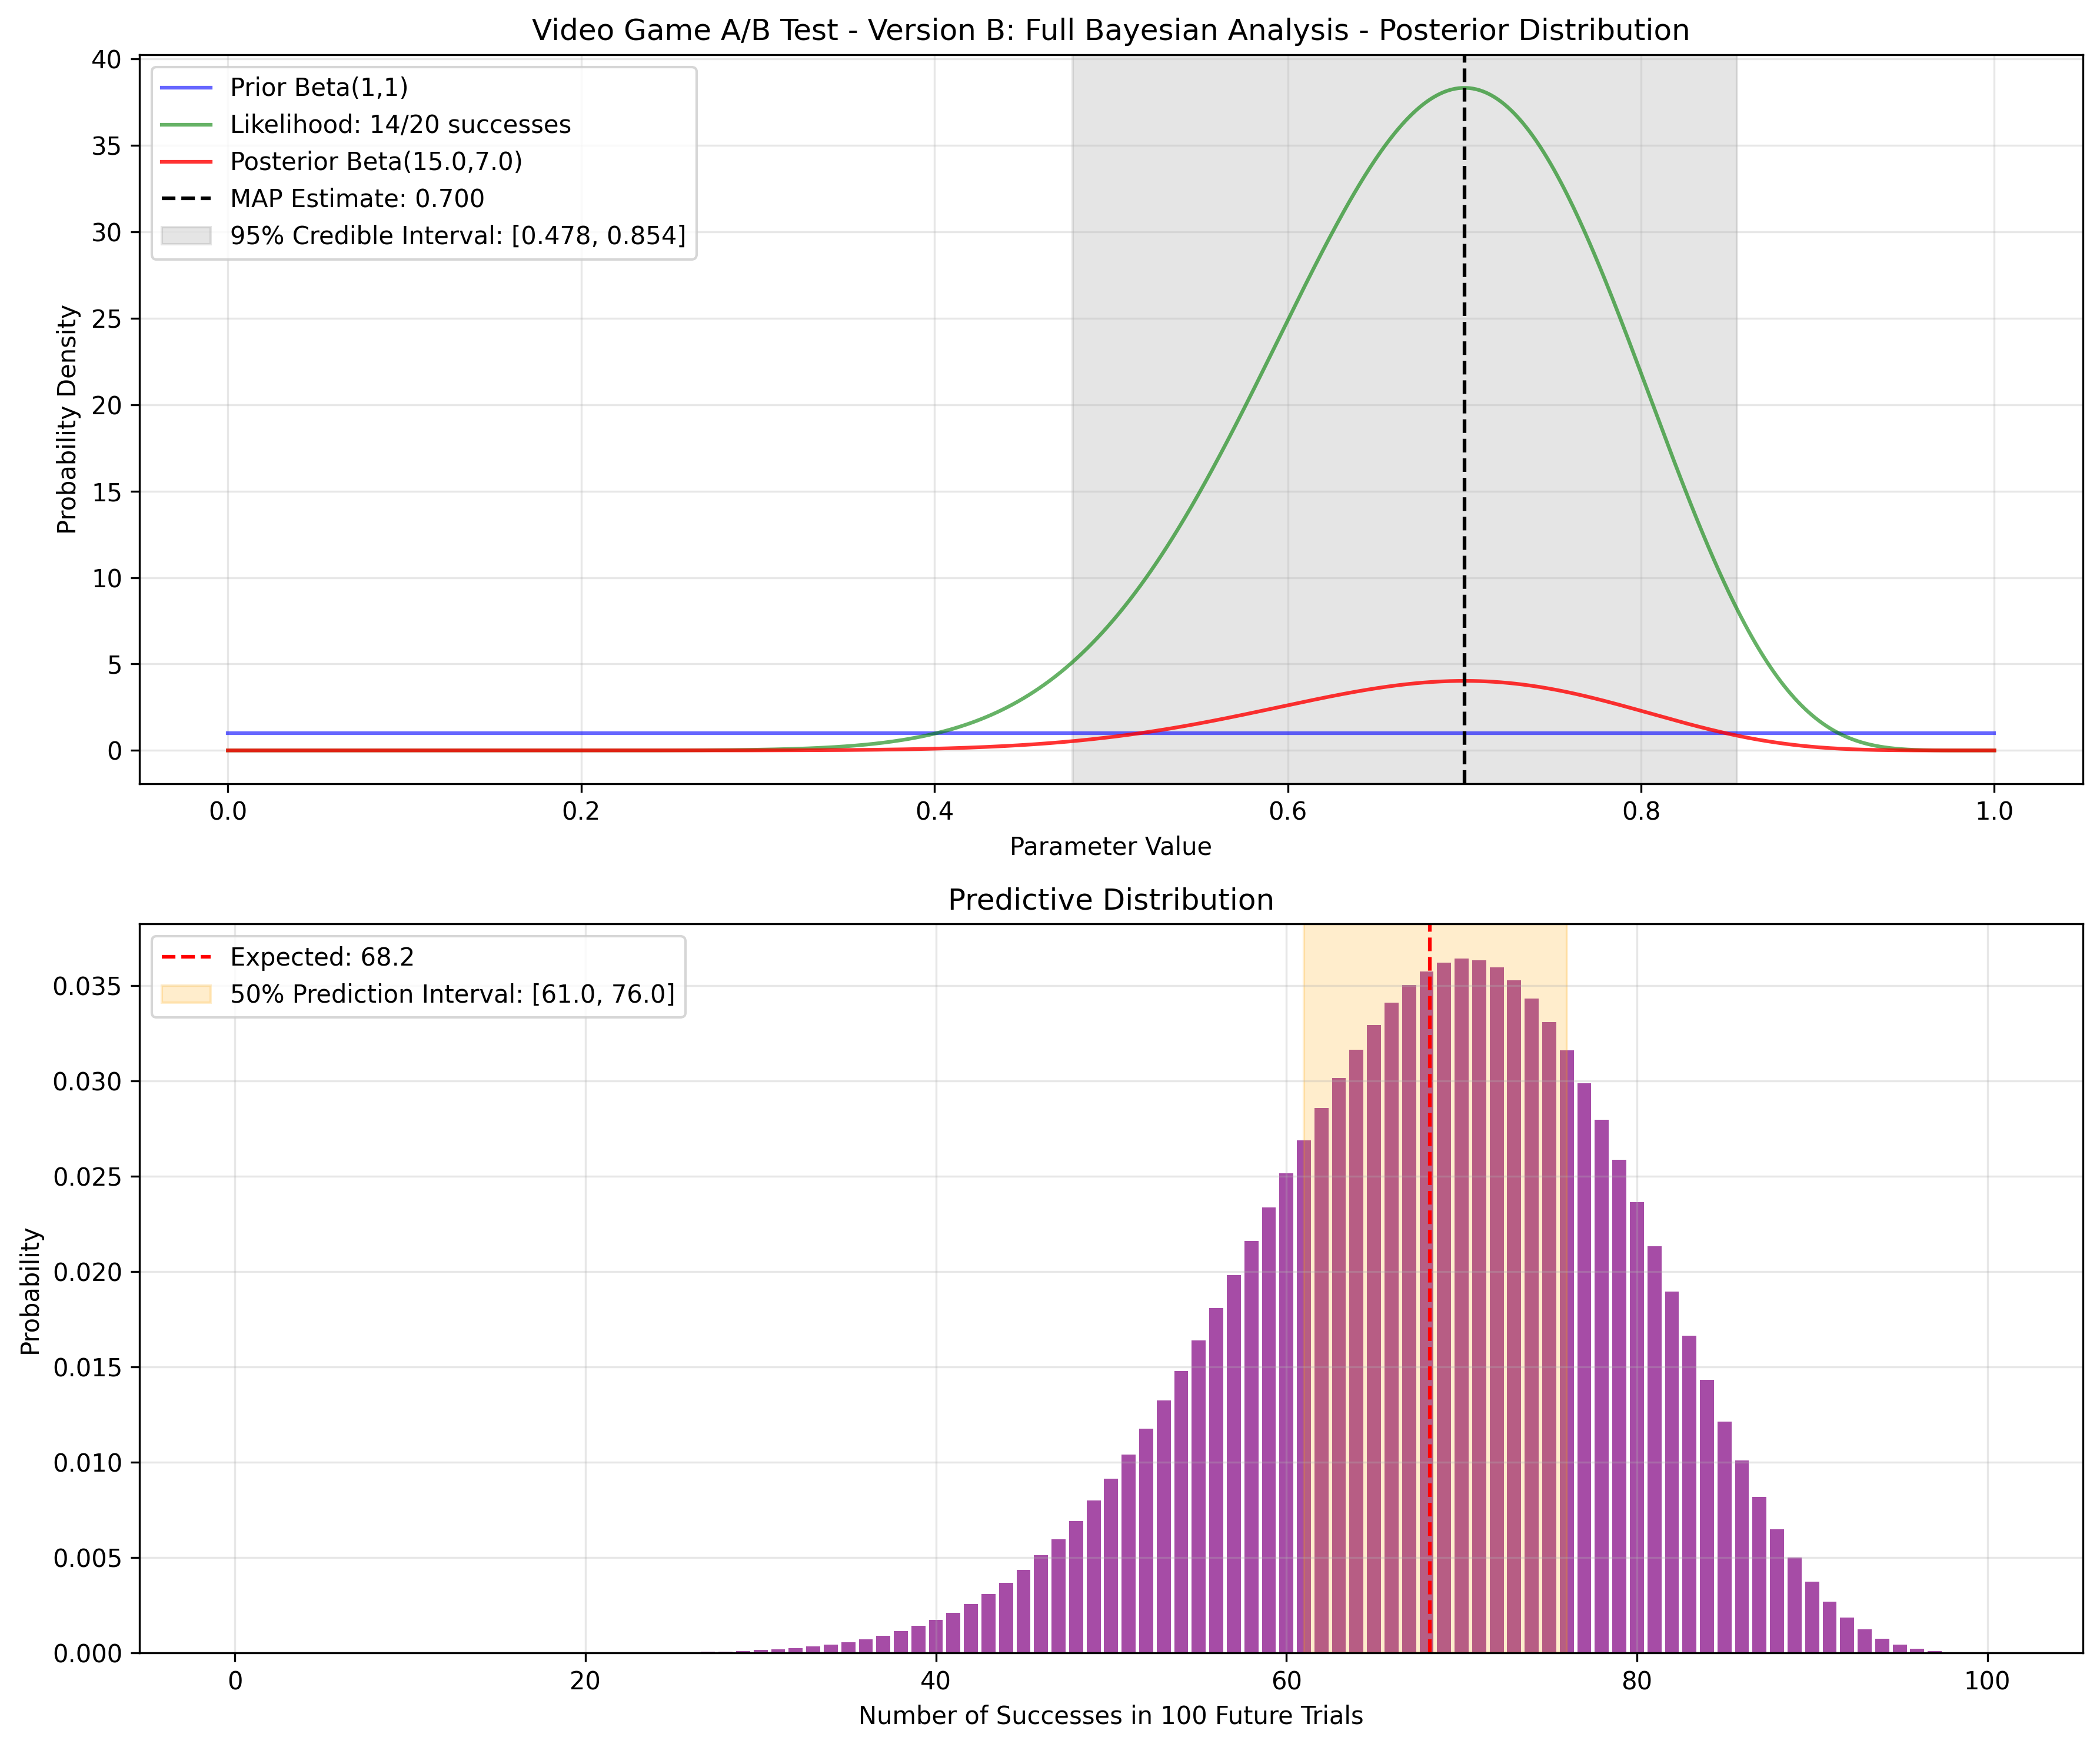 Video Game A/B Test - Version B: Full Bayesian Analysis - Posterior Distribution
Probability Density
40
35
30
25
20
15
10
5
0
Prior Beta(1,1)
Likelihood: 14/20 successes
Posterior Beta(15.0,7.0)
MAP Estimate: 0.700
95% Credible Interval: [0.478, 0.854]
0.0 0.2 0.4 0.6 0.8 1.0
Parameter Value
Predictive Distribution
Probability
0.035
0.030
0.025
0.020
0.015
0.010
0.005
0.000
Expected: 68.2
50% Prediction Interval: [61.0, 76.0]
0 20 40 60 80 100
Number of Successes in 100 Future Trials